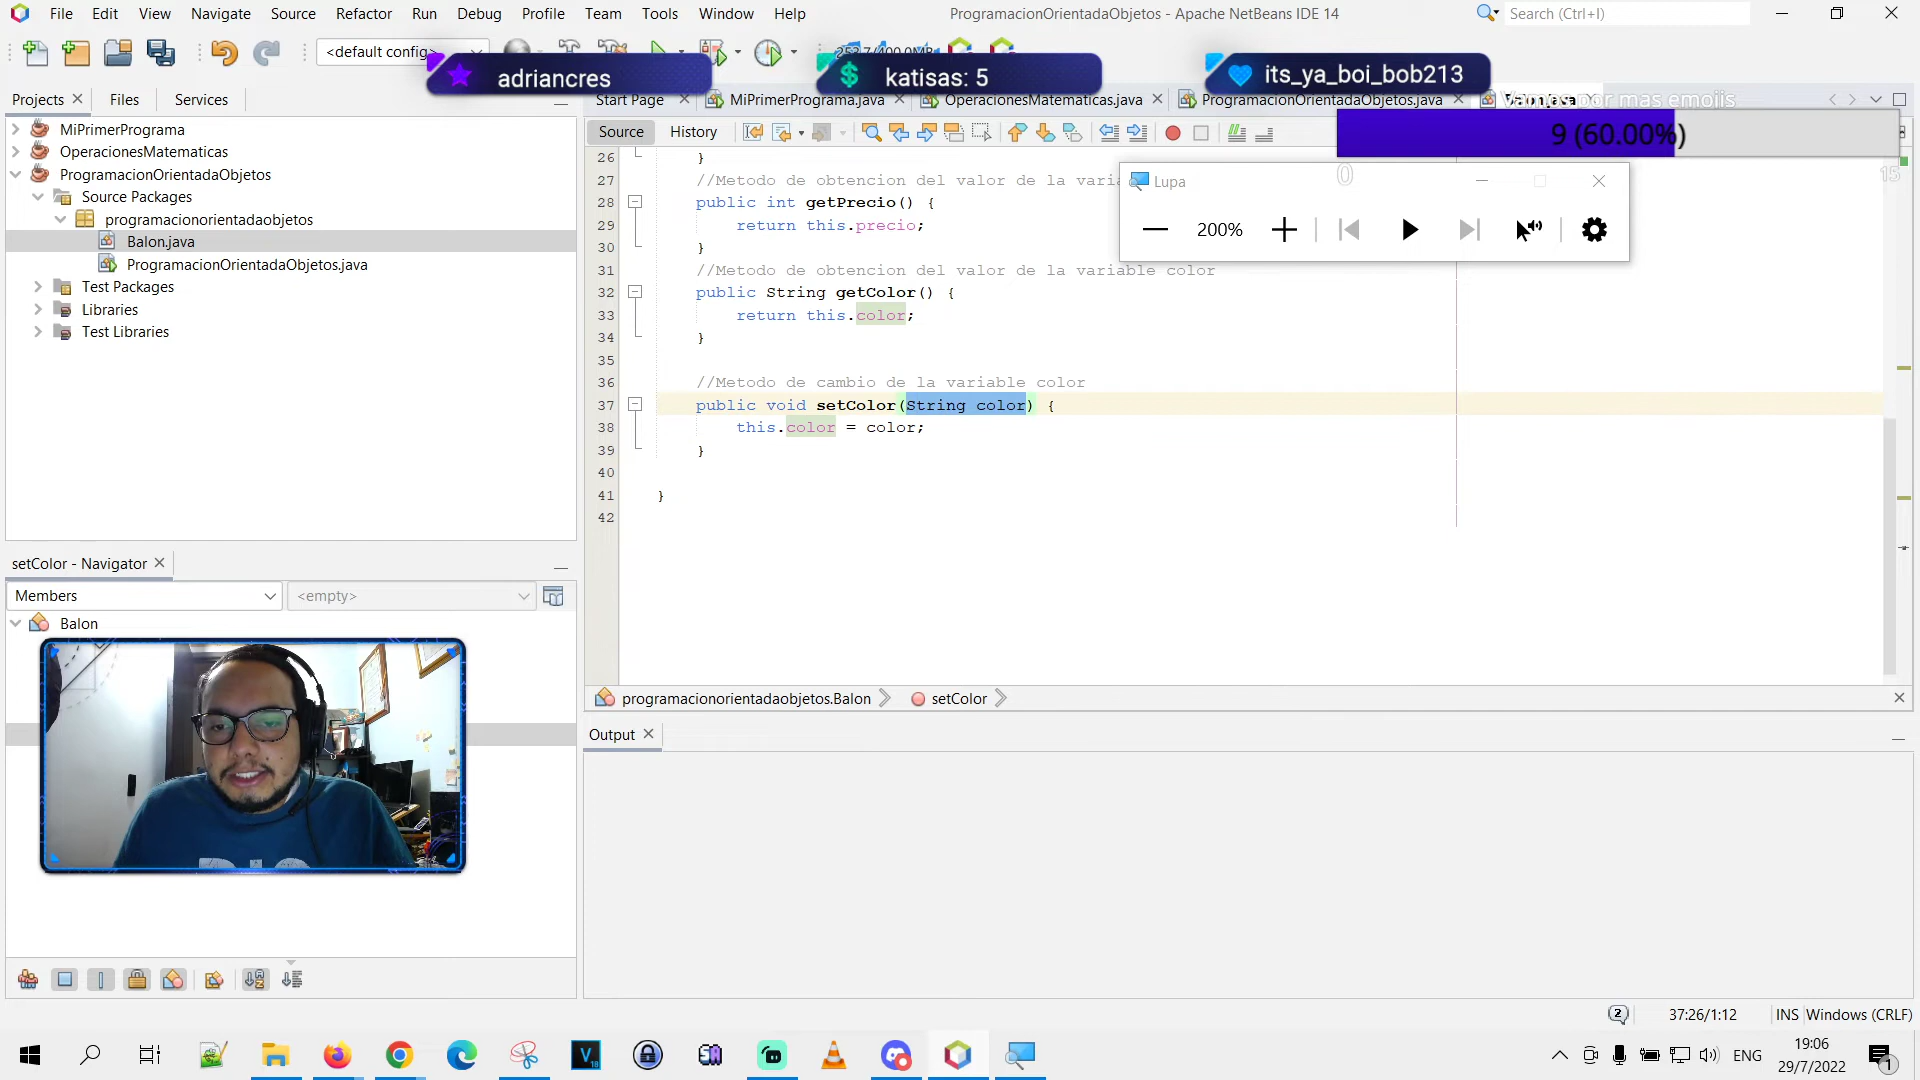 File Edit View Navigate Source Refactor Run Debug Profile Team Tools Window Help
ProgramacionOrientadaObjetos - Apache NetBeans IDE 14
Search (Ctrl+I)
<default config>
adriancres
katisas: 5
its_ya_boi_bob213
Projects Files Services
Start Page MiPrimerPrograma.java OperacionesMatematicas.java ProgramacionOrientadaObjetos.java
Vamos por mas emojis
9 (60.00%)
0
15
Source History
MiPrimerPrograma
OperacionesMatematicas
ProgramacionOrientadaObjetos
Source Packages
programacionorientadaobjetos
Balon.java
ProgramacionOrientadaObjetos.java
Test Packages
Libraries
Test Libraries
Lupa
200%
26 }
27 //Metodo de obtencion del valor de la
28 public int getPrecio() {
29 return this.precio;
30 }
31 //Metodo de obtencion del valor de la variable color
32 public String getColor() {
33 return this.color;
34 }
35
36 //Metodo de cambio de la variable color
37 public void setColor(String color) {
38 this.color = color;
39 }
40
41 }
42
setColor - Navigator
Members
<empty>
Balon
programacionorientadaobjetos.Balon setColor
Output
37:26/1:12 INS Windows (CRLF)
ENG
19:06
29/7/2022